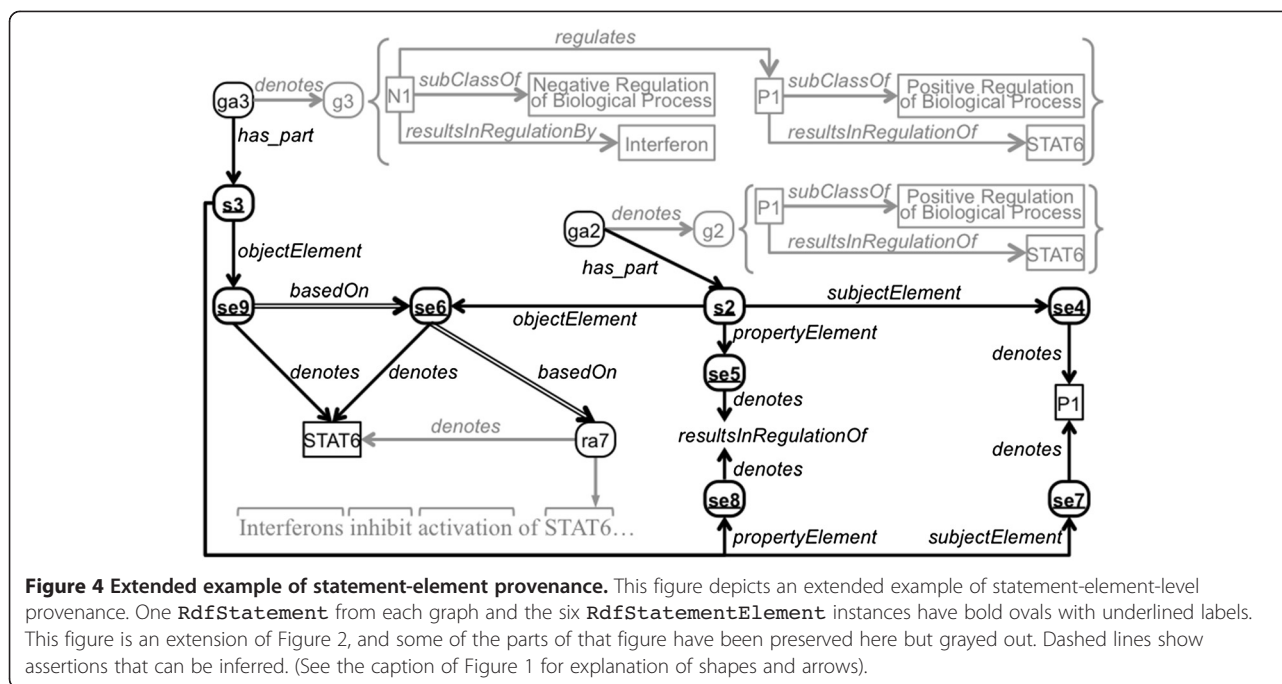 regulates
denotes
subClassOf
Negative Regulation
of Biological Process
subClassOf
Positive Regulation
of Biological Process
ga3
g3
N1
P1
resultsInRegulationBy
Interferon
resultsInRegulationOf
STAT6
has_part
s3
subClassOf
Positive Regulation
of Biological Process
denotes
P1
ga2
g2
resultsInRegulationOf
STAT6
objectElement
has_part
basedOn
subjectElement
se9
se6
s2
se4
objectElement
propertyElement
denotes
denotes
basedOn
se5
denotes
denotes
P1
denotes
STAT6
ra7
resultsInRegulationOf
denotes
denotes
se8
se7
Interferons inhibit activation of STAT6...
propertyElement
subjectElement
Figure 4 Extended example of statement-element provenance. This figure depicts an extended example of statement-element-level
provenance. One RdfStatement from each graph and the six RdfStatementElement instances have bold ovals with underlined labels.
This figure is an extension of Figure 2, and some of the parts of that figure have been preserved here but grayed out. Dashed lines show
assertions that can be inferred. (See the caption of Figure 1 for explanation of shapes and arrows).